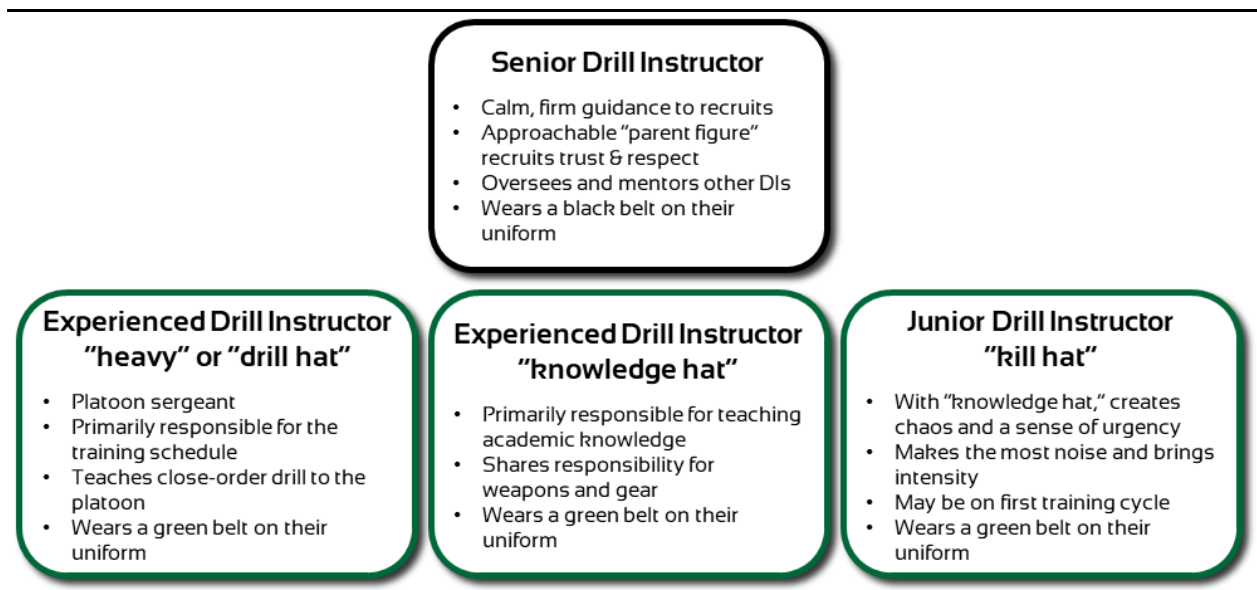 Senior Drill Instructor
• Calm, firm guidance to recruits
• Approachable "parent figure"
recruits trust & respect
• Oversees and mentors other DIs
• Wears a black belt on their
uniform
Experienced Drill Instructor
"heavy" or "drill hat"
• Platoon sergeant
• Primarily responsible for the
training schedule
• Teaches close-order drill to the
platoon
• Wears a green belt on their
uniform
Experienced Drill Instructor
"knowledge hat"
• Primarily responsible for teaching
academic knowledge
• Shares responsibility for
weapons and gear
• Wears a green belt on their
uniform
Junior Drill Instructor
"kill hat"
• With "knowledge hat," creates
chaos and a sense of urgency
• Makes the most noise and brings
intensity
• May be on first training cycle
• Wears a green belt on their
uniform